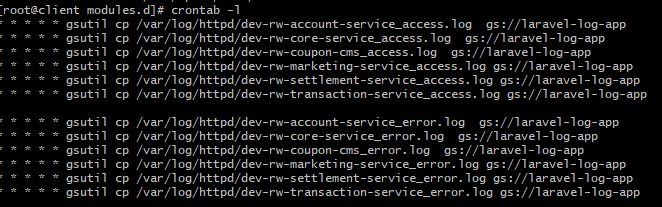 [root@client modules.d]# crontab -l
* * * * * gsutil cp /var/log/httpd/dev-rw-account-service_access.log  gs://laravel-log-app
* * * * * gsutil cp /var/log/httpd/dev-rw-core-service_access.log  gs://laravel-log-app
* * * * * gsutil cp /var/log/httpd/dev-rw-coupon-cms_access.log  gs://laravel-log-app
* * * * * gsutil cp /var/log/httpd/dev-rw-marketing-service_access.log gs://laravel-log-app
* * * * * gsutil cp /var/log/httpd/dev-rw-settlement-service_access.log gs://laravel-log-app
* * * * * gsutil cp /var/log/httpd/dev-rw-transaction-service_access.log gs://laravel-log-app
* * * * * gsutil cp /var/log/httpd/dev-rw-account-service_error.log  gs://laravel-log-app
* * * * * gsutil cp /var/log/httpd/dev-rw-core-service_error.log  gs://laravel-log-app
* * * * * gsutil cp /var/log/httpd/dev-rw-coupon-cms_error.log  gs://laravel-log-app
* * * * * gsutil cp /var/log/httpd/dev-rw-marketing-service_error.log gs://laravel-log-app
* * * * * gsutil cp /var/log/httpd/dev-rw-settlement-service_error.log gs://laravel-log-app
* * * * * gsutil cp /var/log/httpd/dev-rw-transaction-service_error.log gs://laravel-log-app